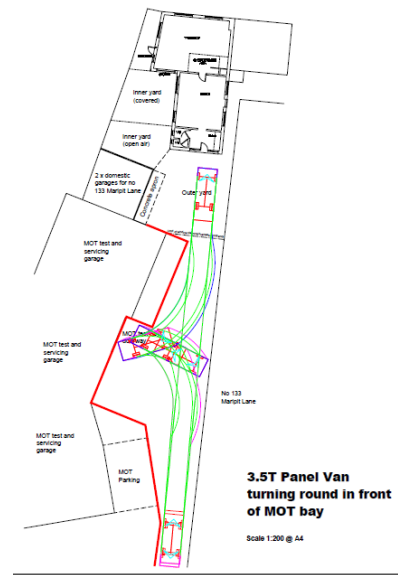 Inner yard
(covered)
Inner yard
(open air)
2 x domestic
garages for no
133 Marpit Lane
Concrete apron
Outer yard
MOT test and
servicing
garage
MOT test and
servicing
garage
MOT test and
servicing
garage
MOT
Parking
No 133
Marpit Lane
3.5T Panel Van
turning round in front
of MOT bay
Scale 1:200 @ A4